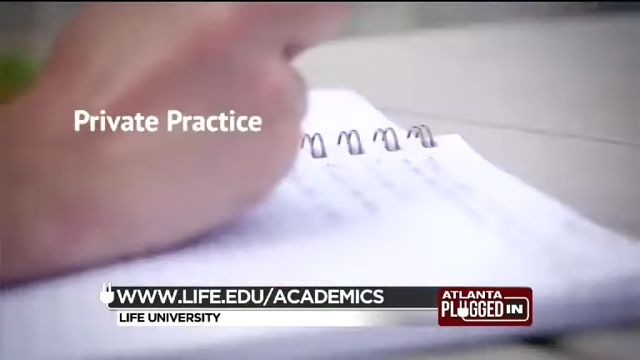 Private Practice
WWW.LIFE.EDU/ACADEMICS
LIFE UNIVERSITY
ATLANTA
PLUGGED IN